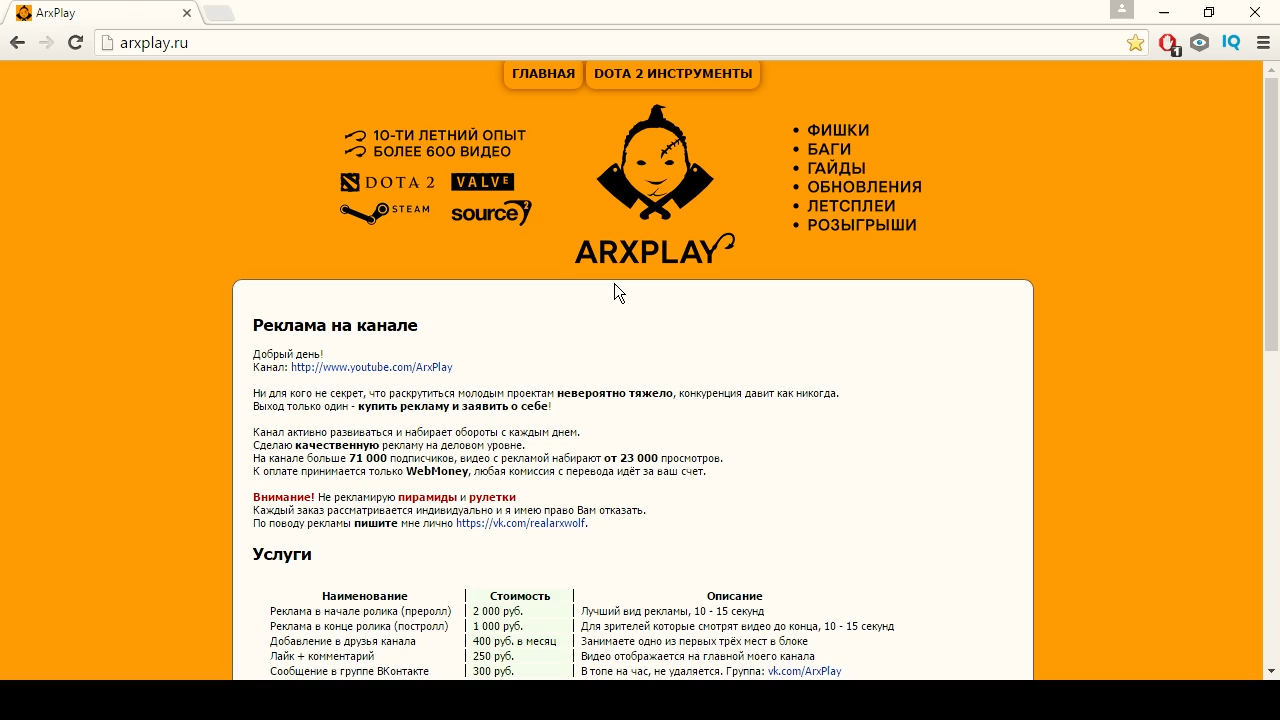 ArxPlay
arxplay.ru
1
IQ
ГЛАВНАЯ
DOTA 2 ИНСТРУМЕНТЫ
10-ТИ ЛЕТНИЙ ОПЫТ
БОЛЕЕ 600 ВИДЕО
DOTA 2
VALVE
STEAM
source2
ARXPLAY
• ФИШКИ
• БАГИ
• ГАЙДЫ
• ОБНОВЛЕНИЯ
• ЛЕТСПЛЕИ
• РОЗЫГРЫШИ
Реклама на канале
Добрый день!
Канал: http://www.youtube.com/ArxPlay
Ни для кого не секрет, что раскрутиться молодым проектам невероятно тяжело, конкуренция давит как никогда.
Выход только один - купить рекламу и заявить о себе!
Канал активно развиваться и набирает обороты с каждым днем.
Сделаю качественную рекламу на деловом уровне.
На канале больше 71 000 подписчиков, видео с рекламой набирают от 23 000 просмотров.
К оплате принимается только WebMoney, любая комиссия с перевода идёт за ваш счет.
Внимание! Не рекламирую пирамиды и рулетки
Каждый заказ рассматривается индивидуально и я имею право Вам отказать.
По поводу рекламы пишите мне лично https://vk.com/realarxwolf.
Услуги
Наименование Стоимость Описание
Реклама в начале ролика (преролл) 2 000 руб. Лучший вид рекламы, 10 - 15 секунд
Реклама в конце ролика (постролл) 1 000 руб. Для зрителей которые смотрят видео до конца, 10 - 15 секунд
Добавление в друзья канала 400 руб. в месяц Занимаете одно из первых трёх мест в блоке
Лайк + комментарий 250 руб. Видео отображается на главной моего канала
Сообщение в группе ВКонтакте 300 руб. В топе на час, не удаляется. Группа: vk.com/ArxPlay